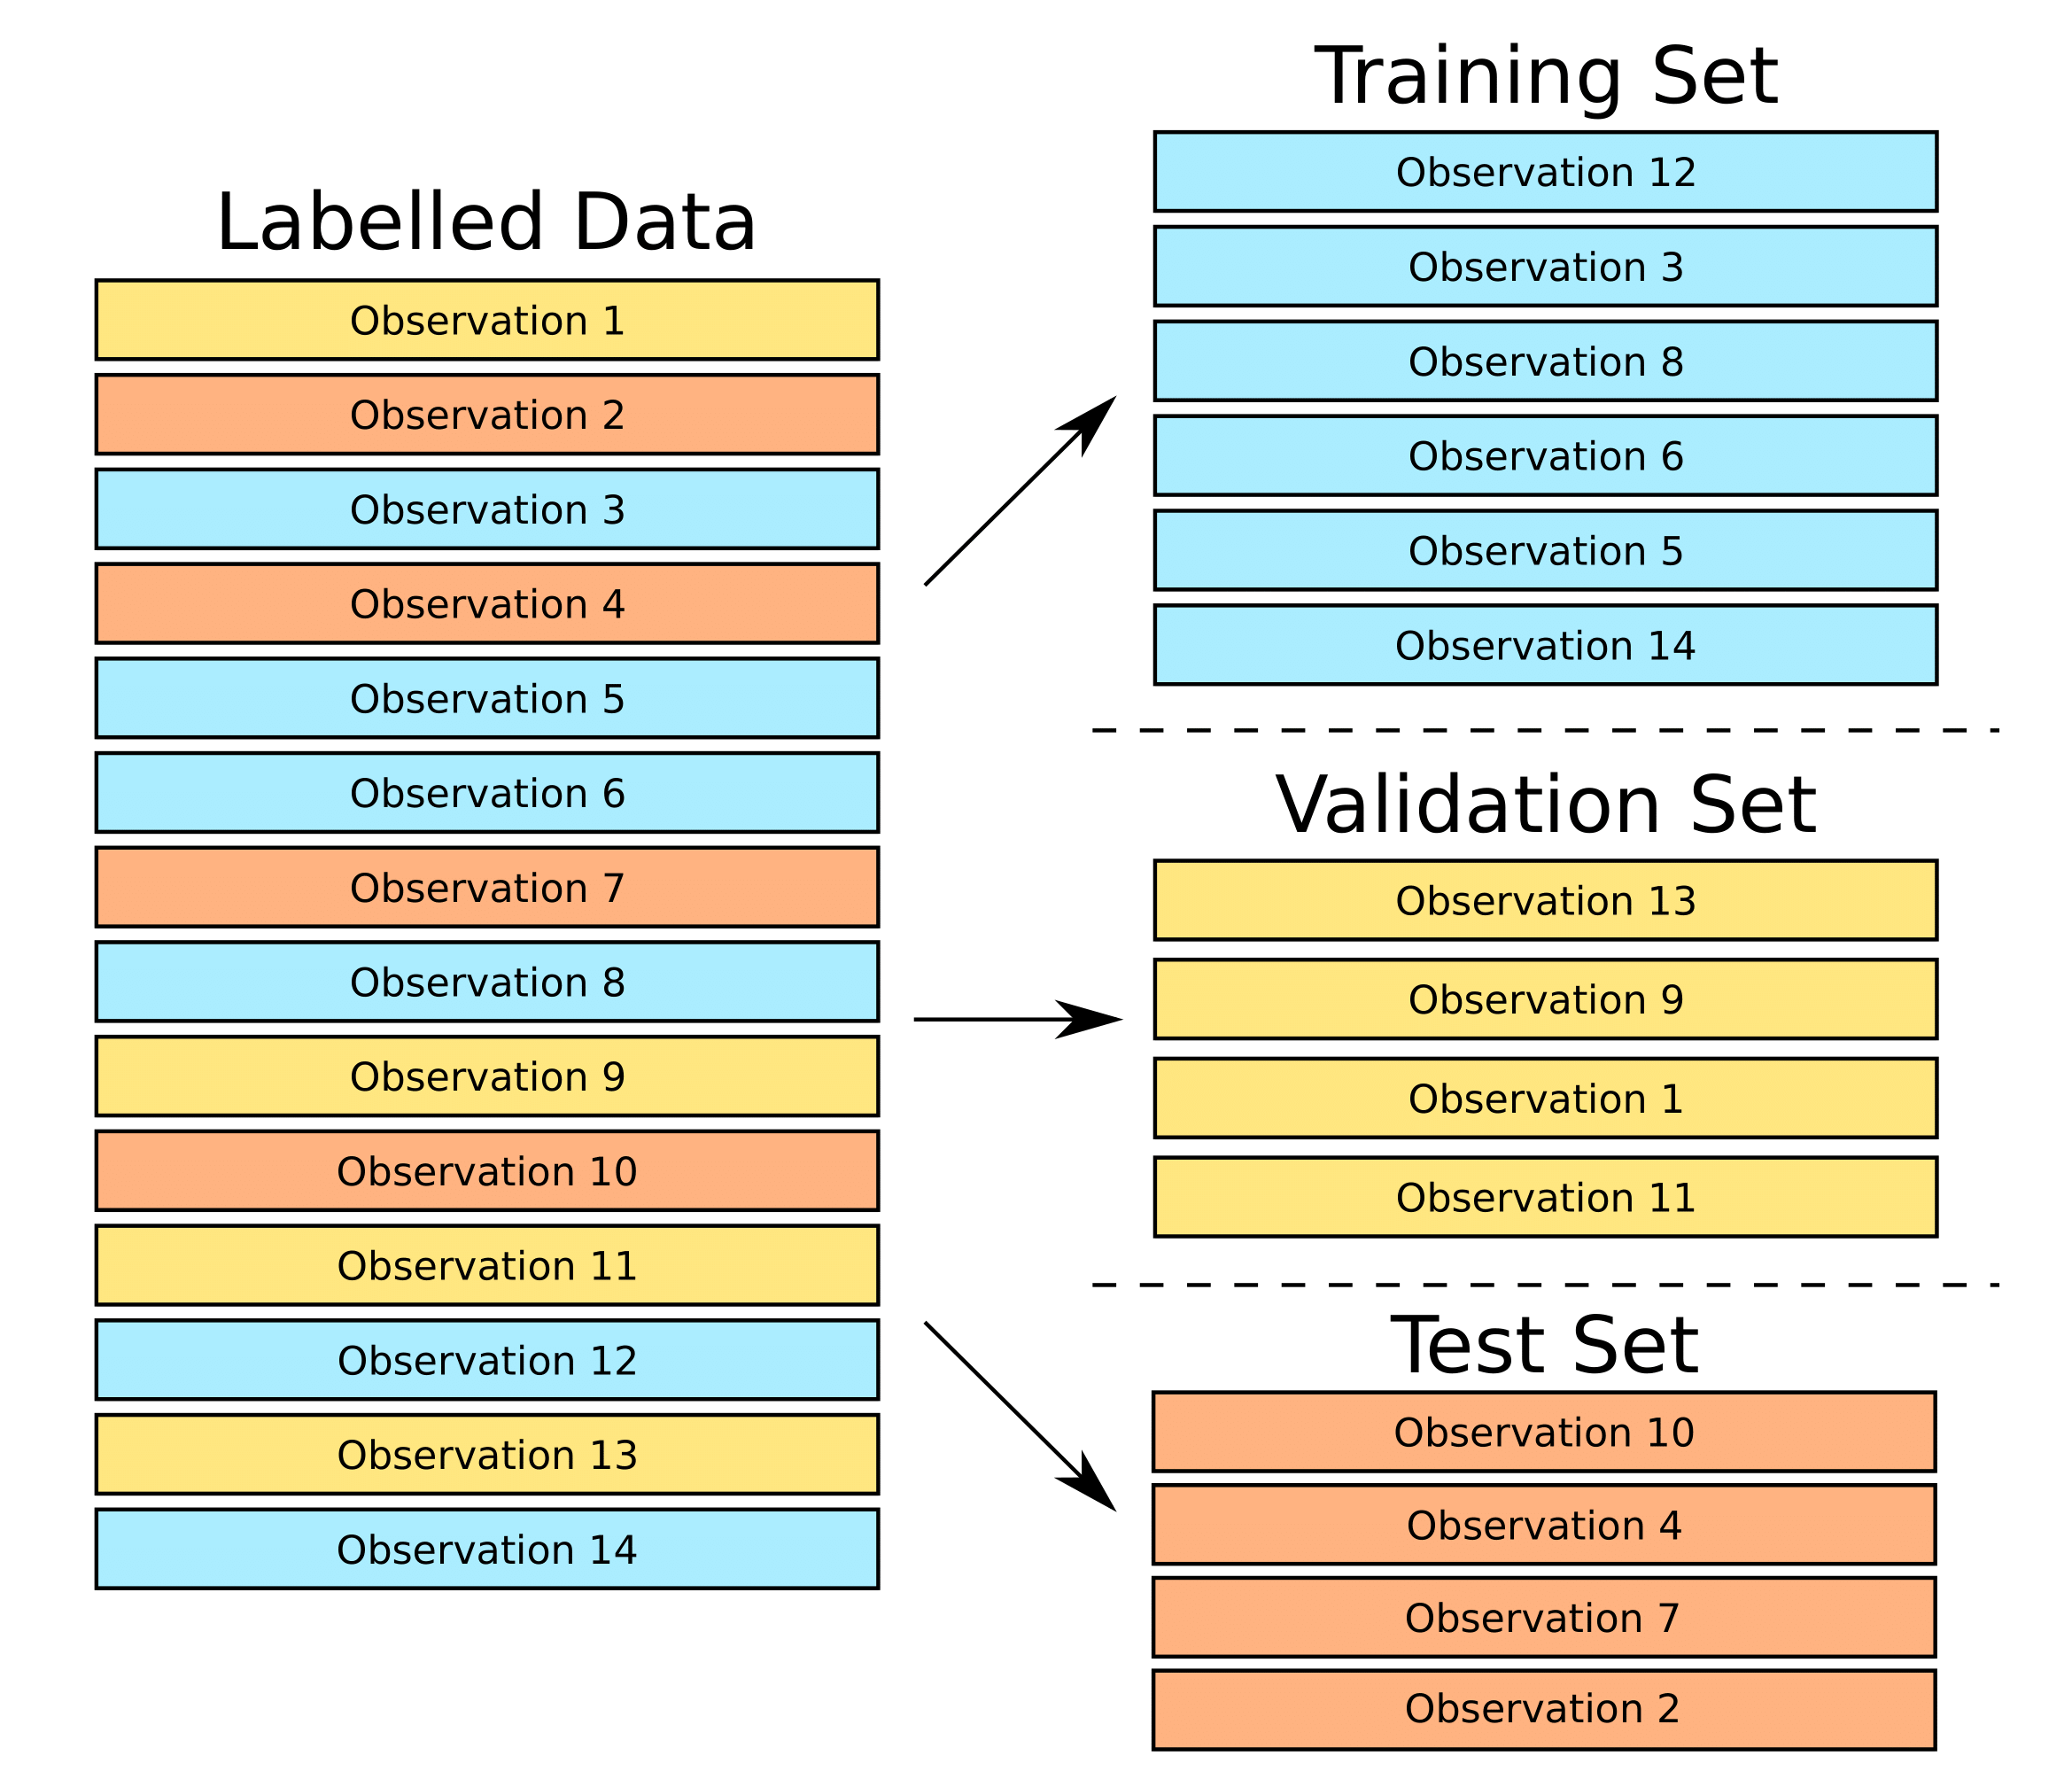 Labelled Data
Observation 1
Observation 2
Observation 3
Observation 4
Observation 5
Observation 6
Observation 7
Observation 8
Observation 9
Observation 10
Observation 11
Observation 12
Observation 13
Observation 14
Training Set
Observation 12
Observation 3
Observation 8
Observation 6
Observation 5
Observation 14
Validation Set
Observation 13
Observation 9
Observation 1
Observation 11
Test Set
Observation 10
Observation 4
Observation 7
Observation 2